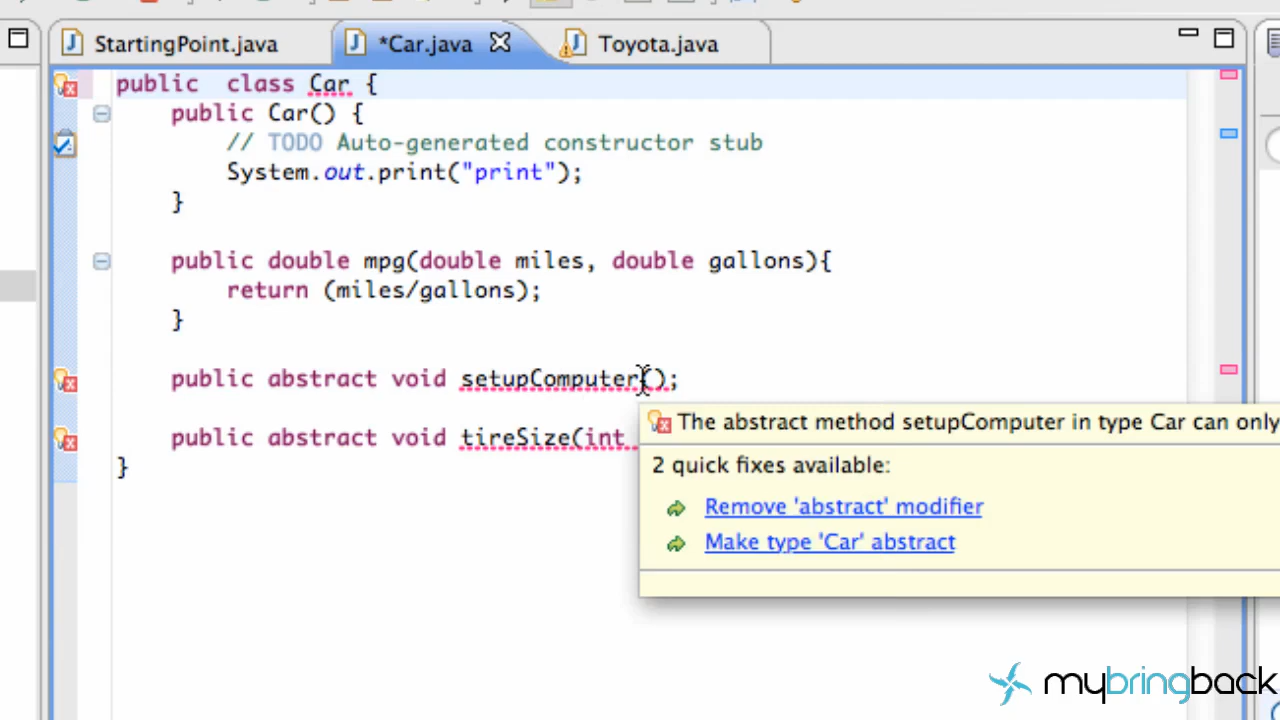 StartingPoint.java
*Car.java
Toyota.java
public  class Car {
public Car() {
// TODO Auto-generated constructor stub
System.out.print("print");
}
public double mpg(double miles, double gallons){
return (miles/gallons);
}
public abstract void setupComputer();
public abstract void tireSize(int
}
The abstract method setupComputer in type Car can only
2 quick fixes available:
Remove 'abstract' modifier
Make type 'Car' abstract
mybringback